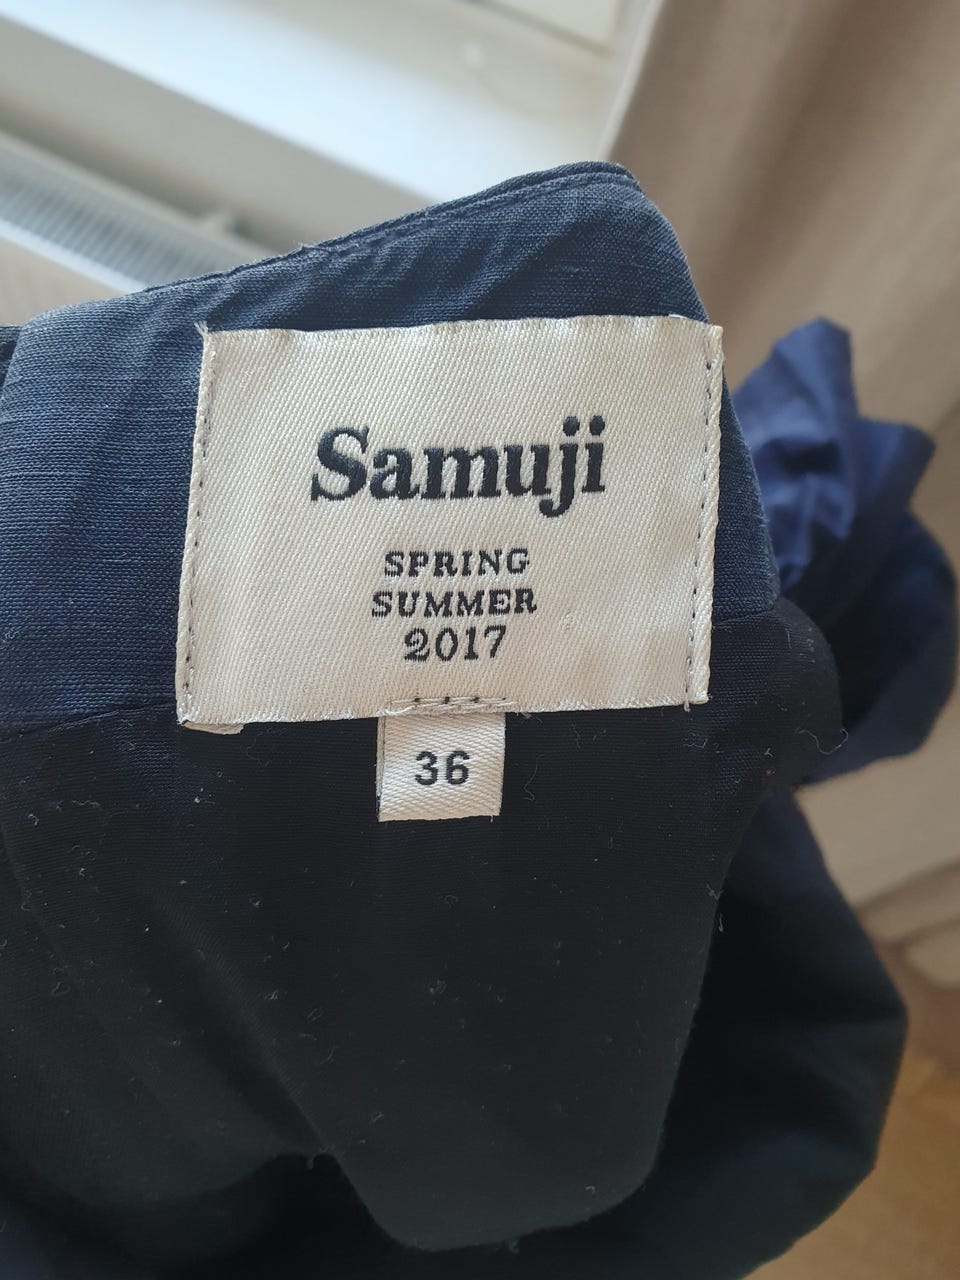 Samuji
SPRING
SUMMER
2017
36